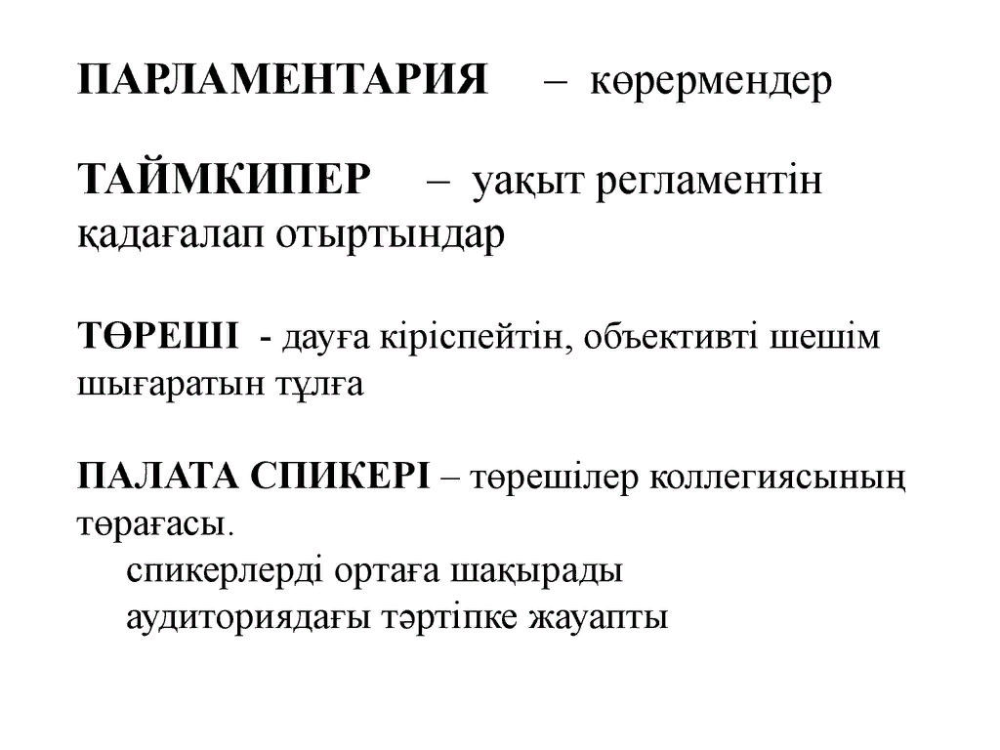 ПАРЛАМЕНТАРИЯ – көрермендер
ТАЙМКИПЕР – уақыт регламентін
қадағалап отыртындар
ТӨРЕШІ - дауға кіріспейтін, объективті шешім
шығаратын тұлға
ПАЛАТА СПИКЕРІ – төрешілер коллегиясының
төрағасы.
спикерлерді ортаға шақырады
аудиториядағы тәртіпке жауапты